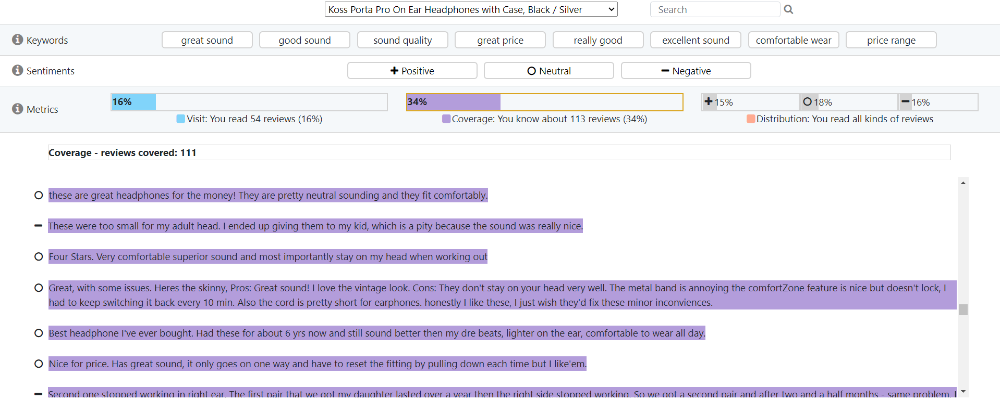 Koss Porta Pro On Ear Headphones with Case, Black / Silver
Search
Keywords
great sound
good sound
sound quality
great price
really good
excellent sound
comfortable wear
price range
Sentiments
Positive
Neutral
Negative
Metrics
16%
34%
15%
18%
16%
Visit: You read 54 reviews (16%)
Coverage: You know about 113 reviews (34%)
Distribution: You read all kinds of reviews
Coverage - reviews covered: 111
these are great headphones for the money! They are pretty neutral sounding and they fit comfortably.
These were too small for my adult head. I ended up giving them to my kid, which is a pity because the sound was really nice.
Four Stars. Very comfortable superior sound and most importantly stay on my head when working out
Great, with some issues. Heres the skinny, Pros: Great sound! I love the vintage look. Cons: They don't stay on your head very well. The metal band is annoying the comfortZone feature is nice but doesn't lock, I
had to keep switching it back every 10 min. Also the cord is pretty short for earphones. honestly I like these, I just wish they'd fix these minor inconviences.
Best headphone I've ever bought. Had these for about 6 yrs now and still sound better then my dre beats, lighter on the ear, comfortable to wear all day.
Nice for price. Has great sound, it only goes on one way and have to reset the fitting by pulling down each time but I like'em.
Second one stopped working in right ear. The first pair that we got my daughter lasted over a year then the right side stopped working. So we got a second pair and after two and a half months - same problem. I